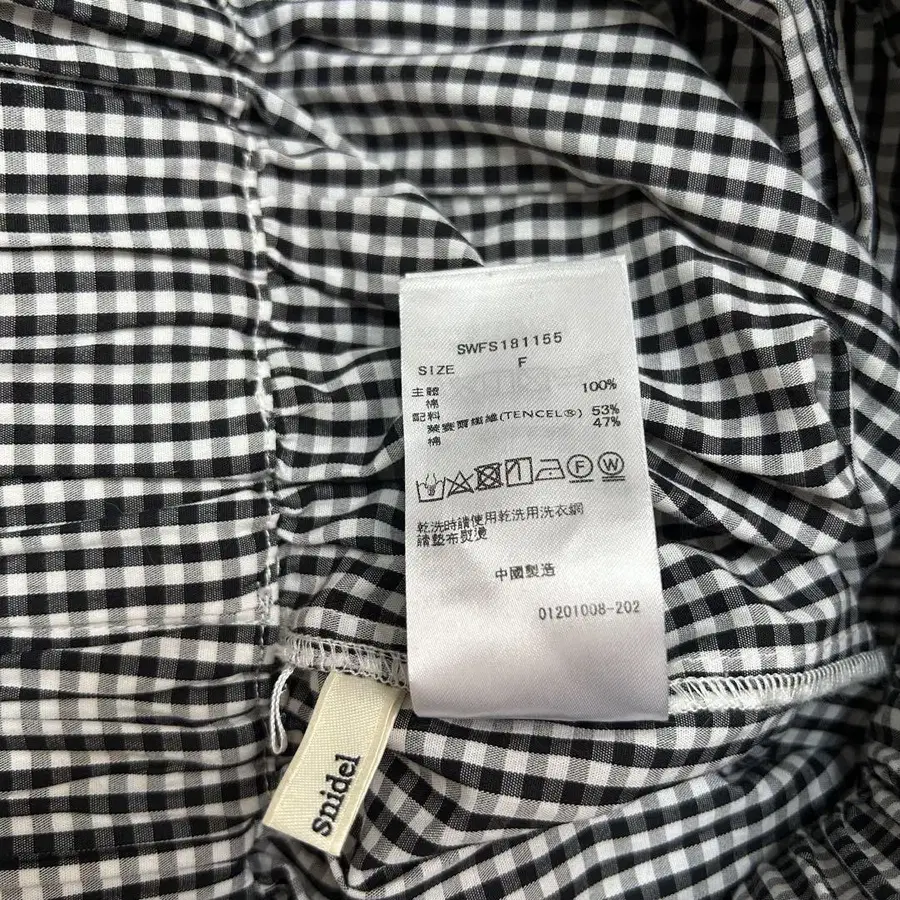 SWFS181155
SIZE F
主體
棉 100%
配料
萊賽爾纖維(TENCEL®) 53%
棉 47%
F W
乾洗時請使用乾洗用洗衣網
請墊布熨燙
中國製造
01201008-202
snidel